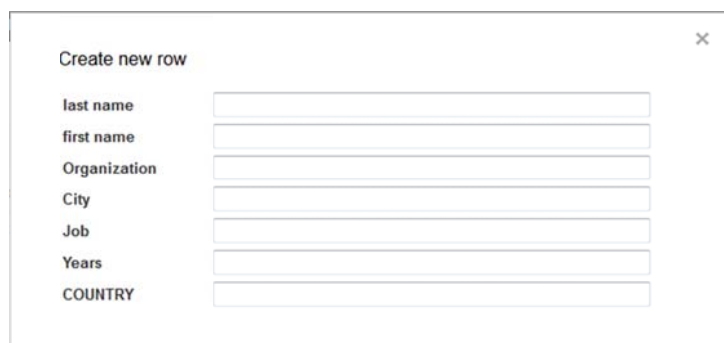 Create new row
last name
first name
Organization
City
Job
Years
COUNTRY